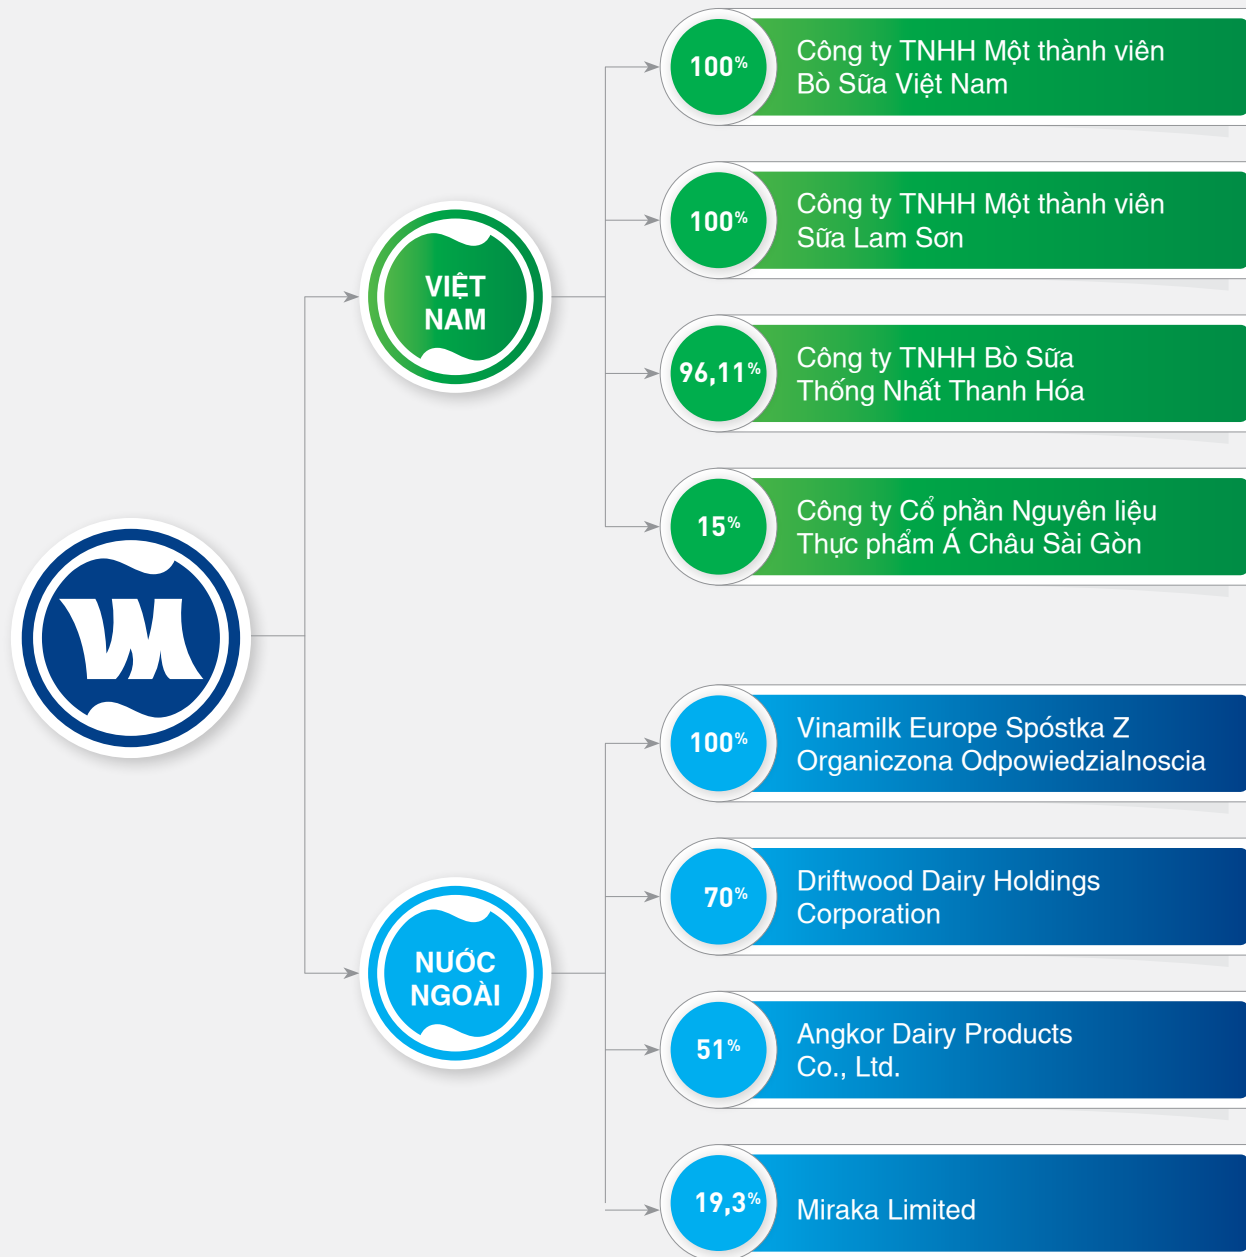 100%
Công ty TNHH Một thành viên
Bò Sữa Việt Nam
100%
Công ty TNHH Một thành viên
Sữa Lam Sơn
VIỆT
NAM
96,11%
Công ty TNHH Bò Sữa
Thống Nhất Thanh Hóa
15%
Công ty Cổ phần Nguyên liệu
Thực phẩm Á Châu Sài Gòn
VM
100%
Vinamilk Europe Spóstka Z
Organiczona Odpowiedzialnoscia
70%
Driftwood Dairy Holdings
Corporation
NƯỚC
NGOÀI
51%
Angkor Dairy Products
Co., Ltd.
19,3%
Miraka Limited